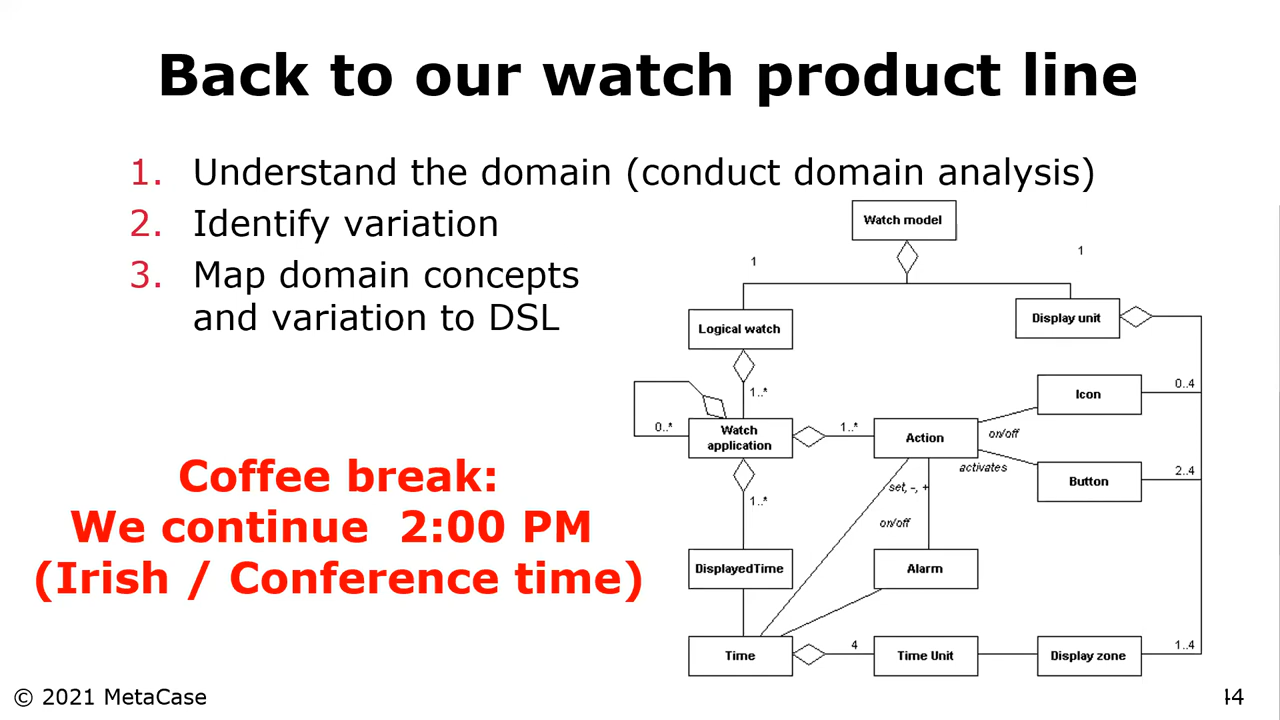 Back to our watch product line
1. Understand the domain (conduct domain analysis)
2. Identify variation
3. Map domain concepts
and variation to DSL
Coffee break:
We continue 2:00 PM
(Irish / Conference time)
Watch model
1
1
Logical watch
Display unit
1..*
0..*
Watch
application
1..*
Action
on/off
activates
Icon
0..4
Button
2..4
1..*
set, -, +
on/off
DisplayedTime
Alarm
Time
4
Time Unit
Display zone
1..4
© 2021 MetaCase
44